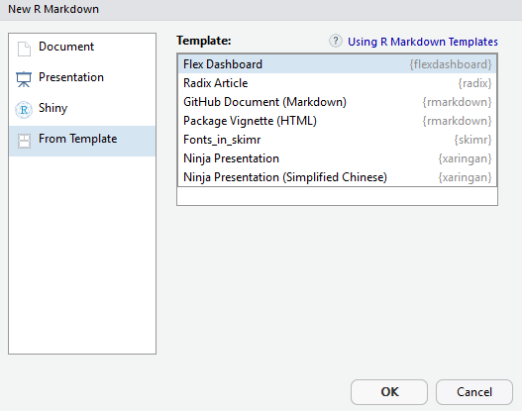 New R Markdown
Document
Presentation
R Shiny
From Template
Template:
? Using R Markdown Templates
Flex Dashboard {flexdashboard}
Radix Article {radix}
GitHub Document (Markdown) {rmarkdown}
Package Vignette (HTML) {rmarkdown}
Fonts_in_skimr {skimr}
Ninja Presentation {xaringan}
Ninja Presentation (Simplified Chinese) {xaringan}
OK Cancel